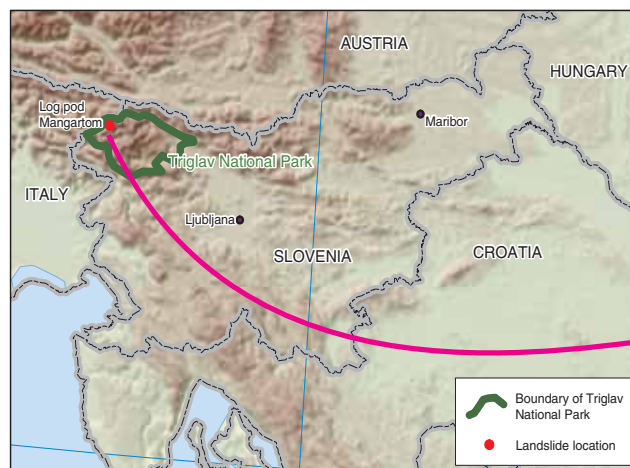 AUSTRIA
HUNGARY
Log pod
Mangartom
Maribor
Triglav National Park
ITALY
Ljubljana
SLOVENIA
CROATIA
Boundary of Triglav
National Park
Landslide location